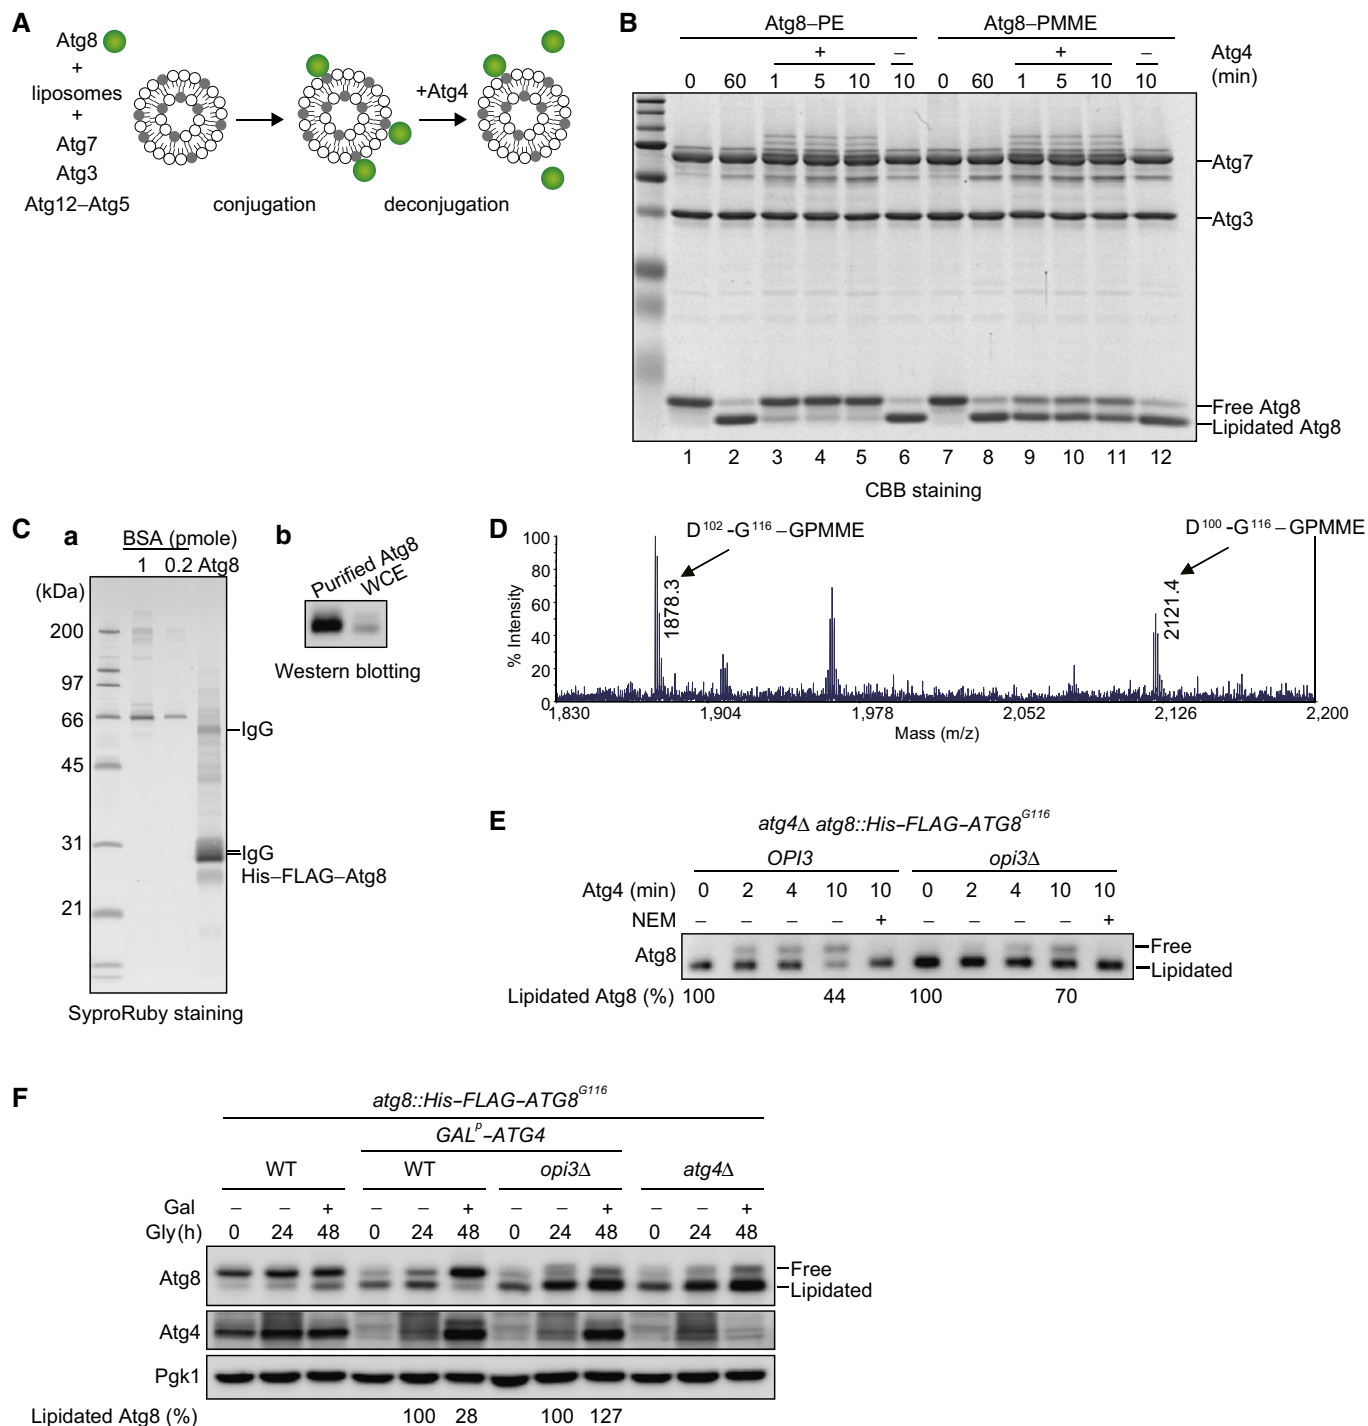 A
Atg8
+
liposomes
+
Atg7
Atg3
Atg12–Atg5
conjugation
+Atg4
deconjugation
B
Atg8–PE Atg8–PMME
+ – + – Atg4
0 60 1 5 10 10 0 60 1 5 10 10 (min)
Atg7
Atg3
Free Atg8
Lipidated Atg8
1 2 3 4 5 6 7 8 9 10 11 12
CBB staining
C
a
BSA (pmole)
1 0.2 Atg8
(kDa)
200
97
66
45
31
21
IgG
IgG
His–FLAG–Atg8
SyproRuby staining
b
Purified Atg8
WCE
Western blotting
D
D102-G116–GPMME
D100-G116–GPMME
1878.3
2121.4
% Intensity
100
80
60
40
20
0
1,830 1,904 1,978 2,052 2,126 2,200
Mass (m/z)
E
atg4Δ atg8::His–FLAG–ATG8G116
OPI3 opi3Δ
Atg4 (min) 0 2 4 10 10 0 2 4 10 10
NEM – – – – + – – – – +
Atg8
Free
Lipidated
Lipidated Atg8 (%) 100 44 100 70
F
atg8::His–FLAG–ATG8G116
GALp–ATG4
WT WT opi3Δ atg4Δ
Gal – – + – – + – – + – – +
Gly(h) 0 24 48 0 24 48 0 24 48 0 24 48
Atg8
Free
Lipidated
Atg4
Pgk1
Lipidated Atg8 (%) 100 28 100 127